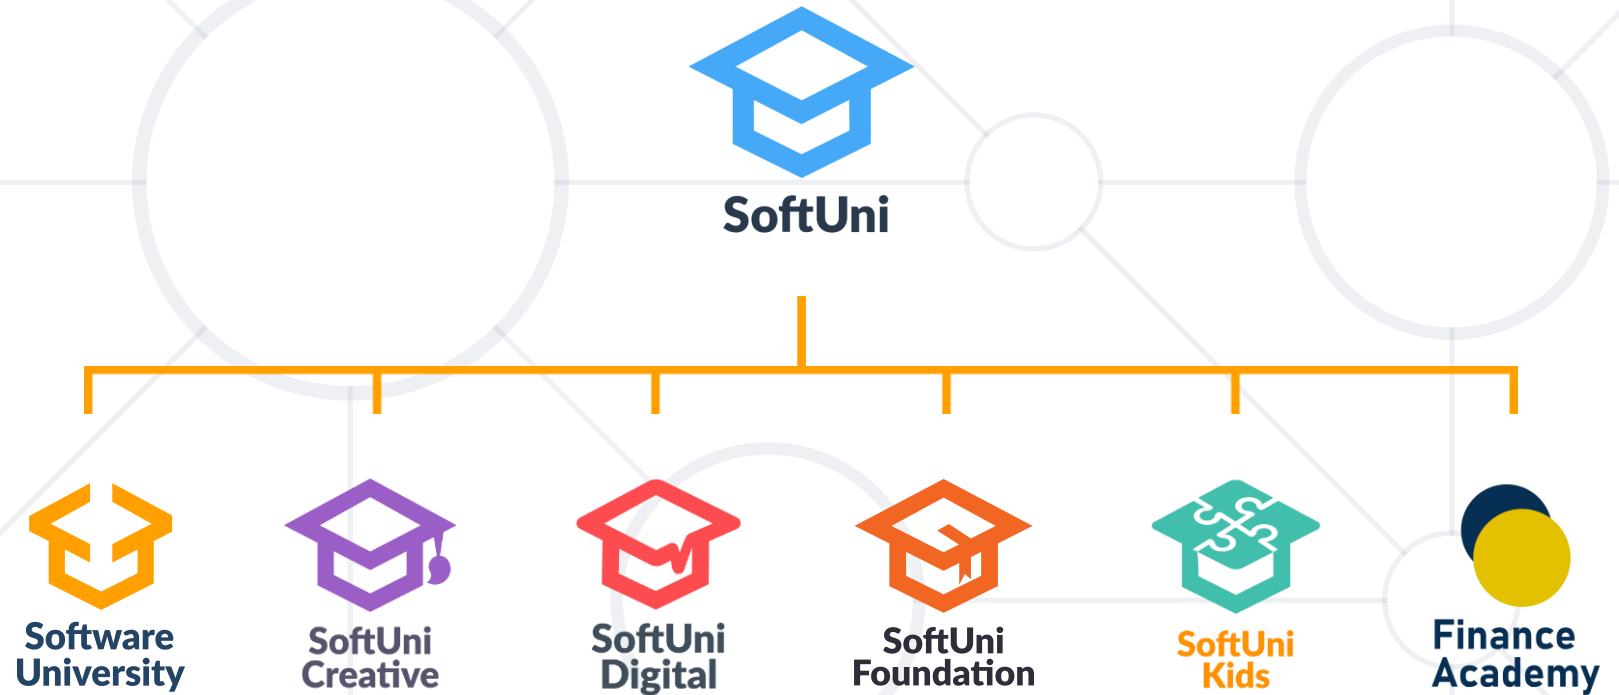 SoftUni
Software
University
SoftUni
Creative
SoftUni
Digital
SoftUni
Foundation
SoftUni
Kids
Finance
Academy